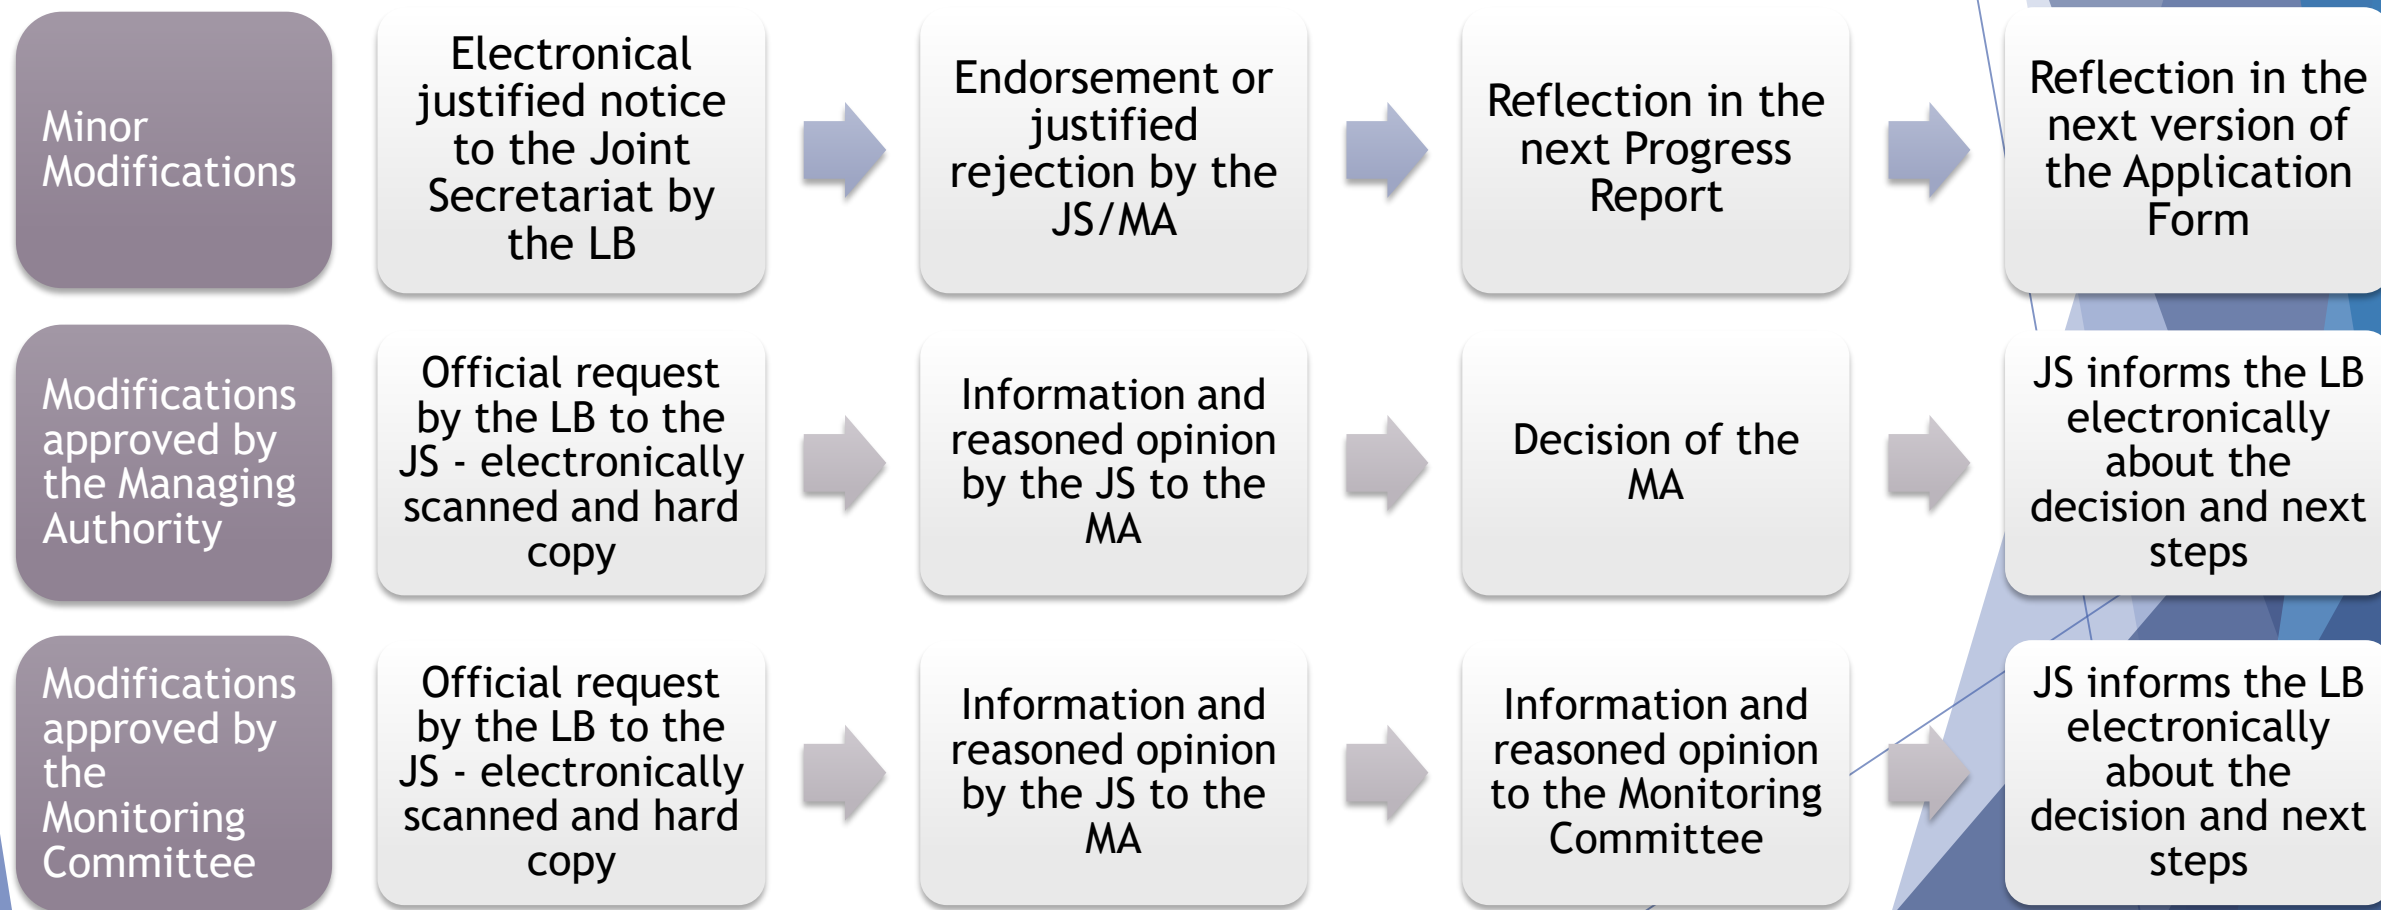 Minor
Modifications
Electronical
justified notice
to the Joint
Secretariat by
the LB
Endorsement or
justified
rejection by the
JS/MA
Reflection in the
next Progress
Report
Reflection in the
next version of
the Application
Form
Modifications
approved by
the Managing
Authority
Official request
by the LB to the
JS - electronically
scanned and hard
copy
Information and
reasoned opinion
by the JS to the
MA
Decision of the
MA
JS informs the LB
electronically
about the
decision and next
steps
Modifications
approved by
the
Monitoring
Committee
Official request
by the LB to the
JS - electronically
scanned and hard
copy
Information and
reasoned opinion
by the JS to the
MA
Information and
reasoned opinion
to the Monitoring
Committee
JS informs the LB
electronically
about the
decision and next
steps